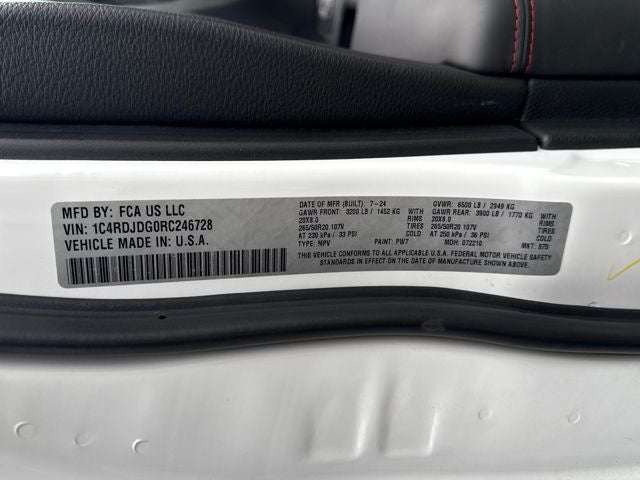 MFD BY: FCA US LLC
VIN: 1C4RDJDG0RC246728
VEHICLE MADE IN U.S.A.
DATE OF MFR (BUILT): 7-24 GVWR: 6500 LB / 2949 KG
GAWR FRONT: 3200 LB / 1452 KG WITH GAWR REAR: 3900 LB / 1770 KG WITH
20X8.0 RIMS 20X8.0 RIMS
265/50R20 107V TIRES 265/50R20 107V TIRES
AT 230 kPa / 33 PSI COLD AT 250 kPa / 36 PSI COLD
TYPE: MPV PAINT: PW7 MDH: 072210 MKT: 875
THIS VEHICLE CONFORMS TO ALL APPLICABLE U.S.A. FEDERAL MOTOR VEHICLE SAFETY
STANDARDS IN EFFECT ON THE DATE OF MANUFACTURE SHOWN ABOVE.